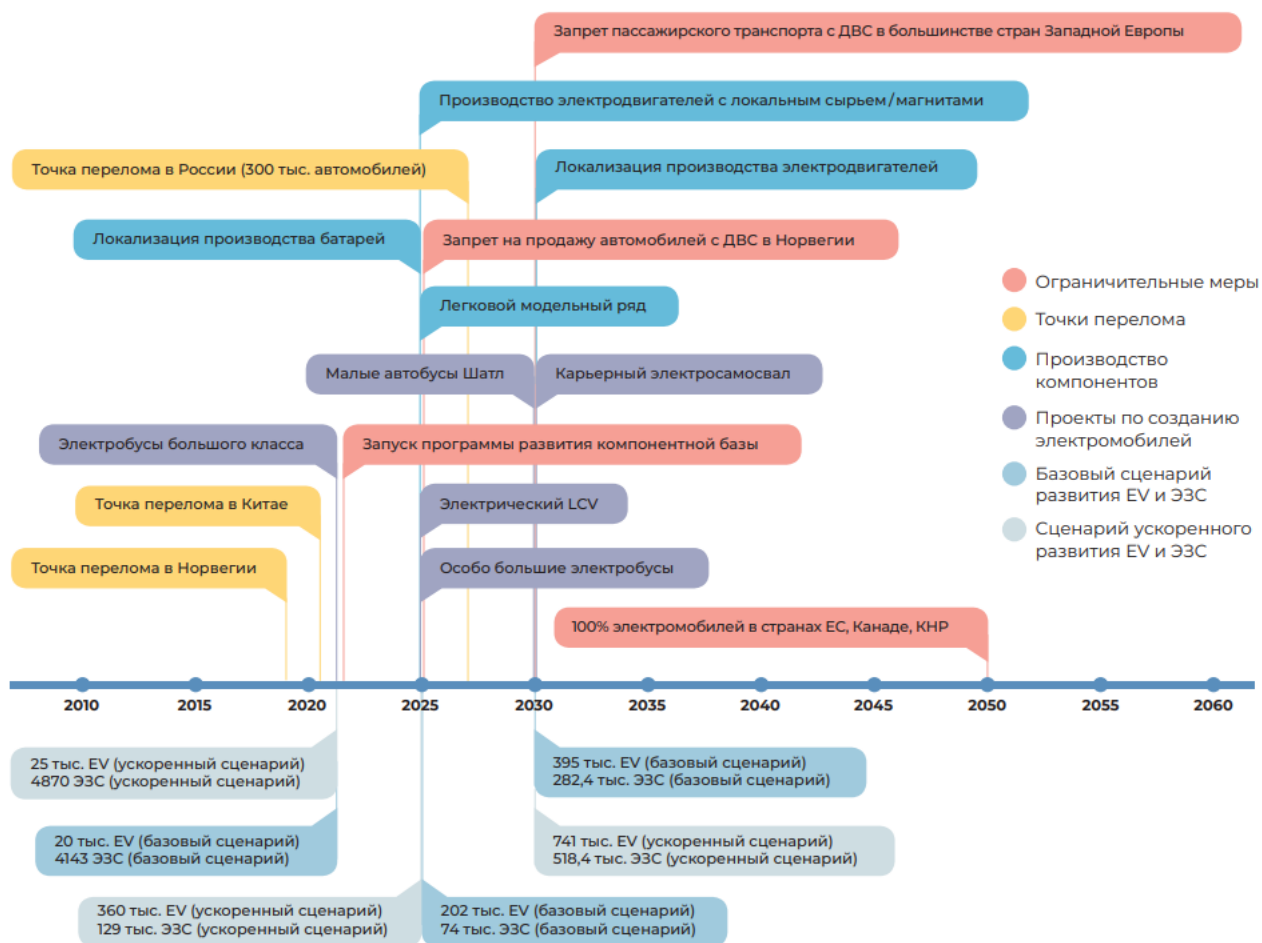 Запрет пассажирского транспорта с ДВС в большинстве стран Западной Европы
Производство электродвигателей с локальным сырьем/магнитами
Точка перелома в России (300 тыс. автомобилей)
Локализация производства электродвигателей
Локализация производства батарей
Запрет на продажу автомобилей с ДВС в Норвегии
Легковой модельный ряд
Малые автобусы Шатл
Карьерный электросамосвал
Электробусы большого класса
Запуск программы развития компонентной базы
Точка перелома в Китае
Электрический LCV
Точка перелома в Норвегии
Особо большие электробусы
100% электромобилей в странах ЕС, Канаде, КНР
Ограничительные меры
Точки перелома
Производство
компонентов
Проекты по созданию
электромобилей
Базовый сценарий
развития EV и ЭЗС
Сценарий ускоренного
развития EV и ЭЗС
2010 2015 2020 2025 2030 2035 2040 2045 2050 2055 2060
25 тыс. EV (ускоренный сценарий)
4870 ЭЗС (ускоренный сценарий)
395 тыс. EV (базовый сценарий)
282,4 тыс. ЭЗС (базовый сценарий)
20 тыс. EV (базовый сценарий)
4143 ЭЗС (базовый сценарий)
741 тыс. EV (ускоренный сценарий)
518,4 тыс. ЭЗС (ускоренный сценарий)
360 тыс. EV (ускоренный сценарий)
129 тыс. ЭЗС (ускоренный сценарий)
202 тыс. EV (базовый сценарий)
74 тыс. ЭЗС (базовый сценарий)